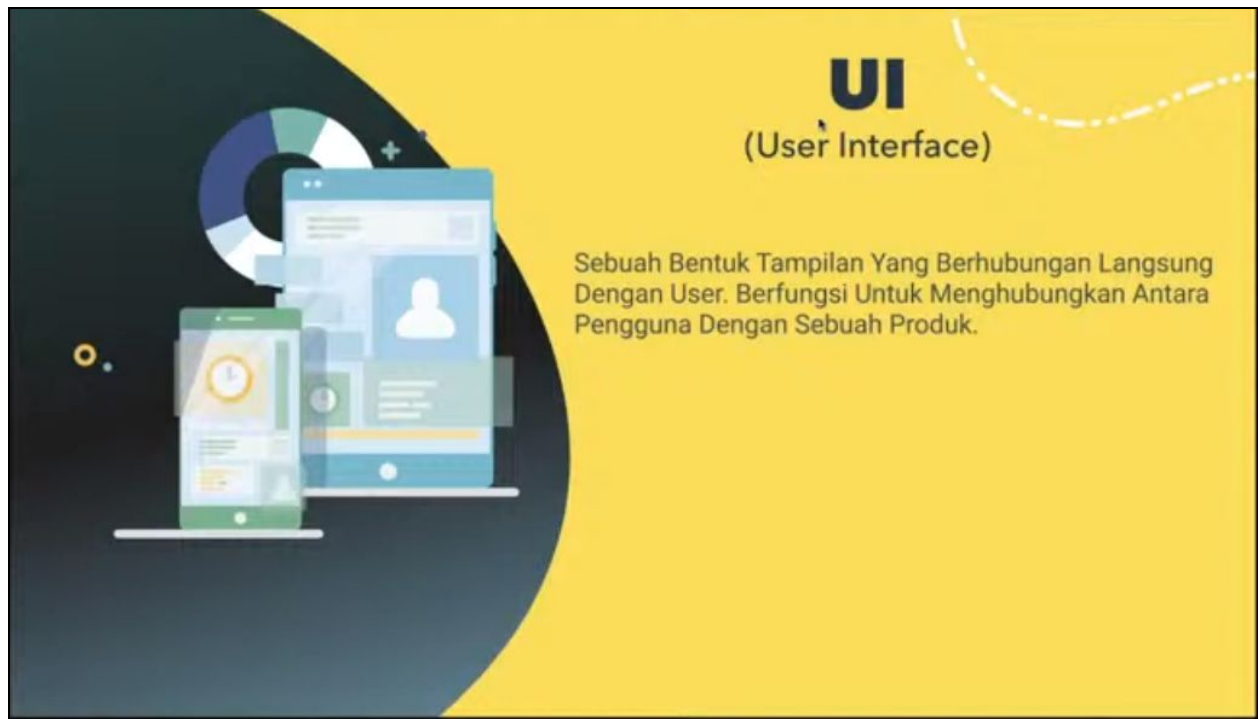 UI
(User Interface)
Sebuah Bentuk Tampilan Yang Berhubungan Langsung
Dengan User. Berfungsi Untuk Menghubungkan Antara
Pengguna Dengan Sebuah Produk.